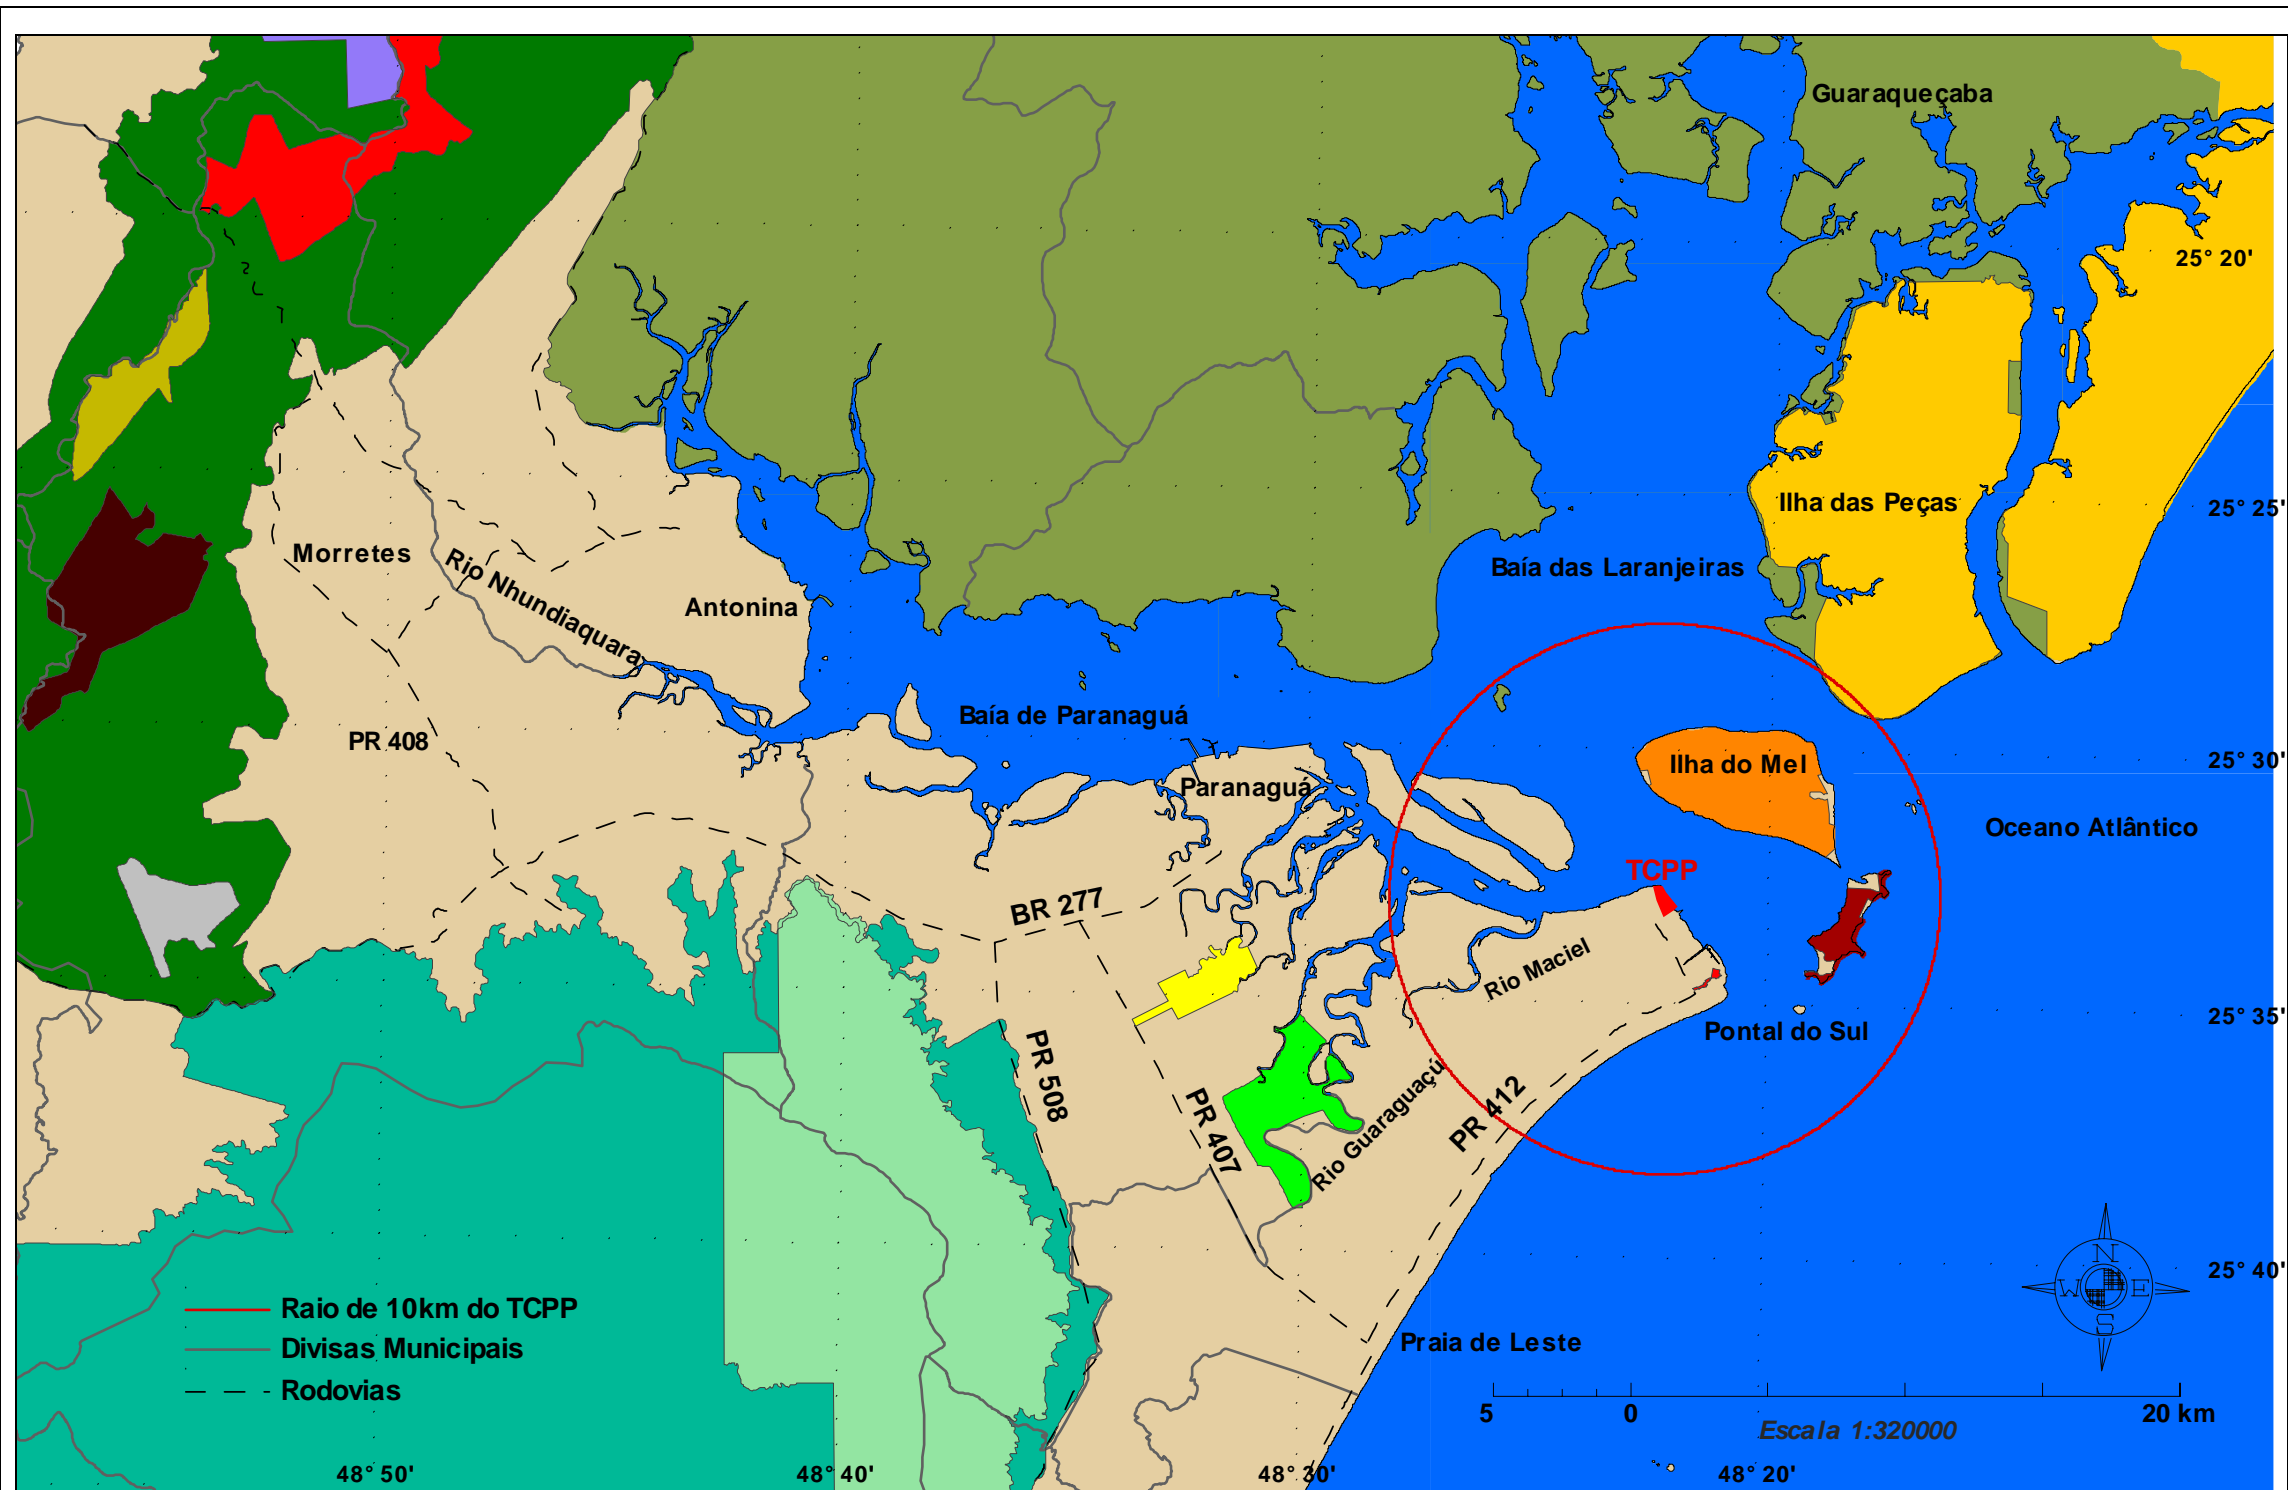 Guaraqueçaba
25° 20'
Ilha das Peças
25° 25'
Morretes
Rio Nhundiaquara
Baía das Laranjeiras
Antonina
Baía de Paranaguá
PR 408
Ilha do Mel
25° 30'
Paranaguá
Oceano Atlântico
TCPP
BR 277
Rio Maciel
25° 35'
Pontal do Sul
PR 508
PR 407
Rio Guaraguaçú
PR 412
N
W E
S
25° 40'
Raio de 10km do TCPP
Divisas Municipais
Rodovias
Praia de Leste
5 0 20 km
Escala 1:320000
48° 50' 48° 40' 48° 30' 48° 20'